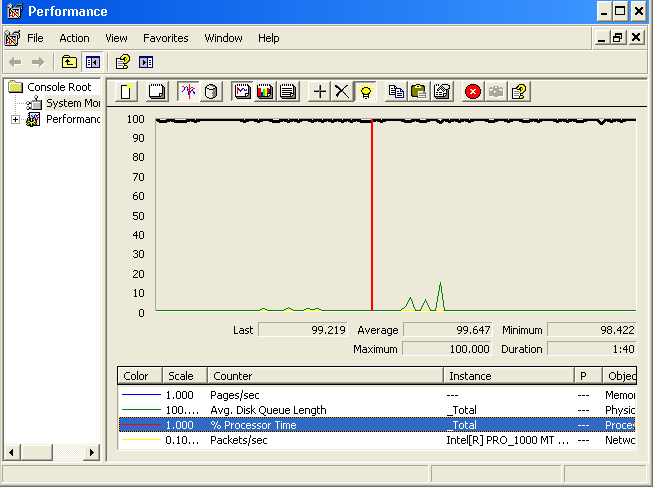 Performance
File Action View Favorites Window Help
Console Root
System Mon
Performanc
100
90
80
70
60
50
40
30
20
10
0
Last 99.219 Average 99.647 Minimum 98.422
Maximum 100.000 Duration 1:40
Color Scale Counter Instance P Objec
1.000 Pages/sec --- --- Memor
100.... Avg. Disk Queue Length _Total Physic
1.000 % Processor Time _Total Proces
0.10... Packets/sec Intel[R] PRO_1000 MT ... Netwo